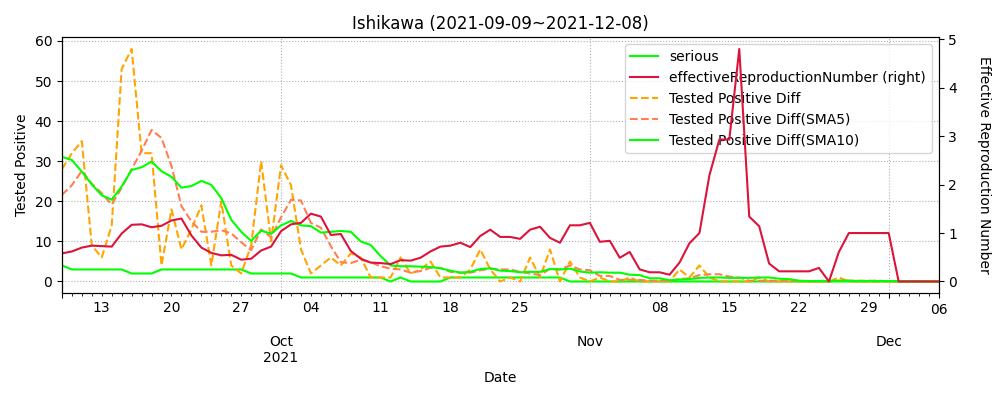 Ishikawa (2021-09-09~2021-12-08)
serious
effectiveReproductionNumber (right)
Tested Positive Diff
Tested Positive Diff(SMA5)
Tested Positive Diff(SMA10)
Tested Positive
60
50
40
30
20
10
0
5
4
3
2
1
0
Effective Reproduction Number
13 20 27 04 11 18 25 08 15 22 29 06
Oct Nov Dec
2021
Date